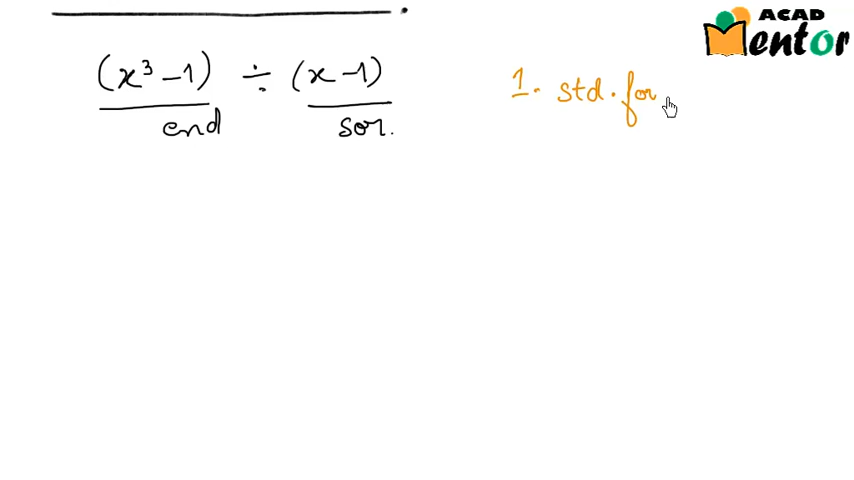 ACAD
Mentor
(x³ – 1) ÷ (x – 1)
end sor.
1. std. for